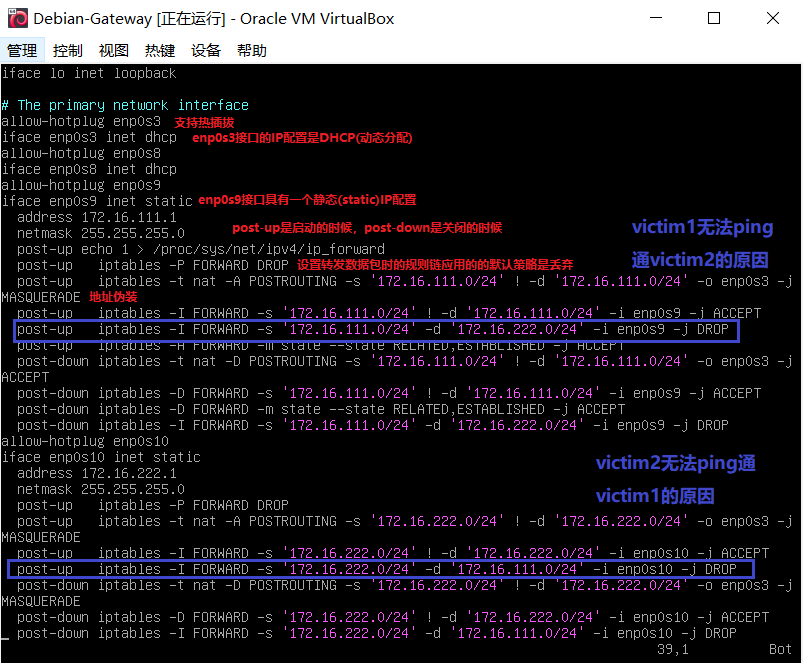 Debian-Gateway [正在运行] - Oracle VM VirtualBox
管理 控制 视图 热键 设备 帮助
iface lo inet loopback
# The primary network interface
allow-hotplug enp0s3 支持热插拔
iface enp0s3 inet dhcp enp0s3接口的IP配置是DHCP(动态分配)
allow-hotplug enp0s8
iface enp0s8 inet dhcp
allow-hotplug enp0s9
iface enp0s9 inet static enp0s9接口具有一个静态(static)IP配置
address 172.16.111.1
netmask 255.255.255.0 post-up是启动的时候，post-down是关闭的时候
victim1无法ping
post-up echo 1 > /proc/sys/net/ipv4/ip_forward
通victim2的原因
post-up iptables -P FORWARD DROP 设置转发数据包时的规则链应用的的默认策略是丢弃
post-up iptables -t nat -A POSTROUTING -s '172.16.111.0/24' ! -d '172.16.111.0/24' -o enp0s3 -j
MASQUERADE 地址伪装
post-up iptables -I FORWARD -s '172.16.111.0/24' ! -d '172.16.111.0/24' -i enp0s9 -j ACCEPT
post-up iptables -I FORWARD -s '172.16.111.0/24' -d '172.16.222.0/24' -i enp0s9 -j DROP
post-up iptables -A FORWARD -m state --state RELATED,ESTABLISHED -j ACCEPT
post-down iptables -t nat -D POSTROUTING -s '172.16.111.0/24' ! -d '172.16.111.0/24' -o enp0s3 -j
ACCEPT
post-down iptables -D FORWARD -s '172.16.111.0/24' ! -d '172.16.111.0/24' -i enp0s9 -j ACCEPT
post-down iptables -D FORWARD -m state --state RELATED,ESTABLISHED -j ACCEPT
post-down iptables -I FORWARD -s '172.16.111.0/24' -d '172.16.222.0/24' -i enp0s9 -j DROP
allow-hotplug enp0s10
iface enp0s10 inet static
address 172.16.222.1
victim2无法ping通
netmask 255.255.255.0
victim1的原因
post-up iptables -P FORWARD DROP
post-up iptables -t nat -A POSTROUTING -s '172.16.222.0/24' ! -d '172.16.222.0/24' -o enp0s3 -j
MASQUERADE
post-up iptables -I FORWARD -s '172.16.222.0/24' ! -d '172.16.222.0/24' -i enp0s10 -j ACCEPT
post-up iptables -I FORWARD -s '172.16.222.0/24' -d '172.16.111.0/24' -i enp0s10 -j DROP
post-down iptables -t nat -D POSTROUTING -s '172.16.222.0/24' ! -d '172.16.222.0/24' -o enp0s3 -j
MASQUERADE
post-down iptables -D FORWARD -s '172.16.222.0/24' ! -d '172.16.222.0/24' -i enp0s10 -j ACCEPT
post-down iptables -I FORWARD -s '172.16.222.0/24' -d '172.16.111.0/24' -i enp0s10 -j DROP
39,1 Bot